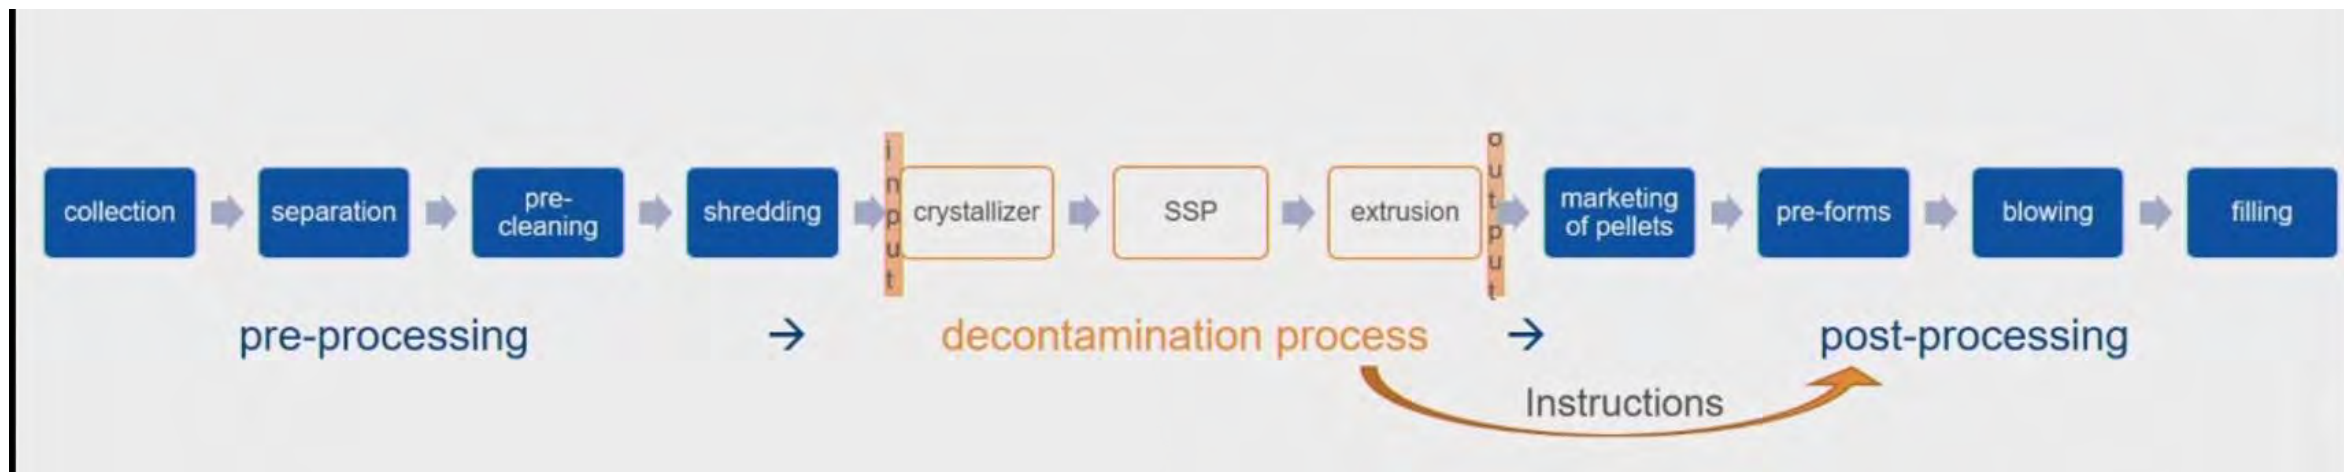 collection
separation
pre-
cleaning
shredding
input
crystallizer
SSP
extrusion
output
marketing
of pellets
pre-forms
blowing
filling
pre-processing → decontamination process → post-processing
Instructions